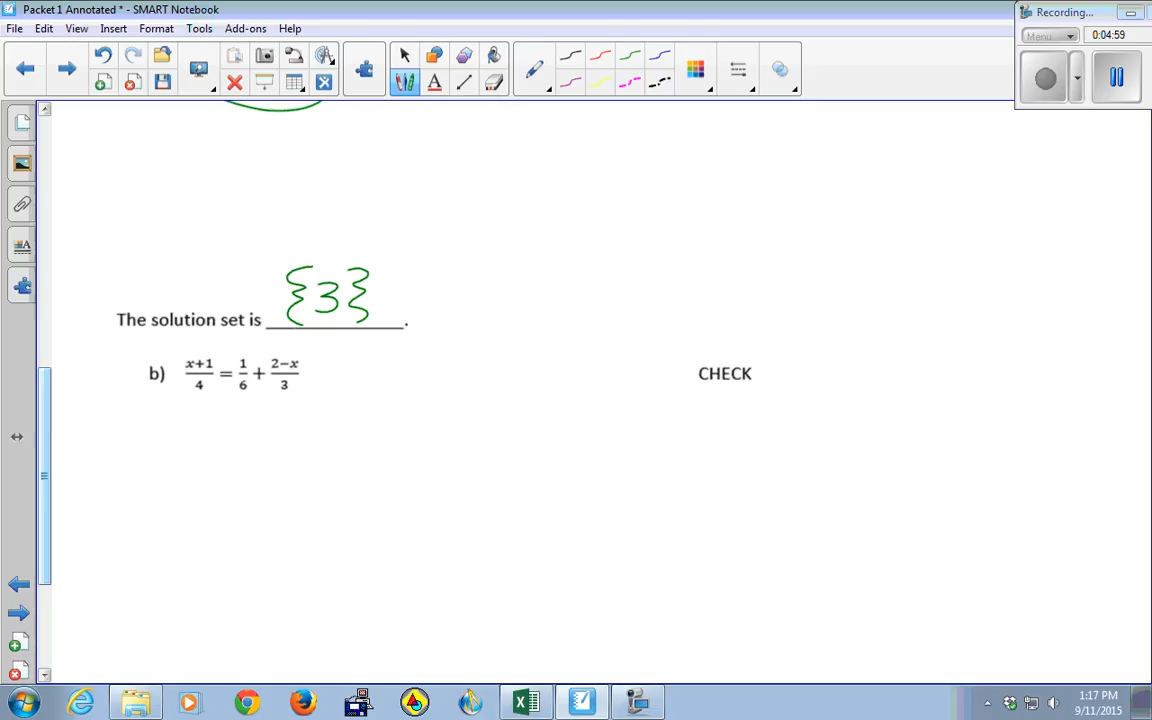 Packet 1 Annotated * - SMART Notebook
File Edit View Insert Format Tools Add-ons Help
Recording...
Menu
0:04:59
{3}
The solution set is ____________.
b) x+1/4 = 1/6 + 2−x/3
CHECK
1:17 PM
9/11/2015